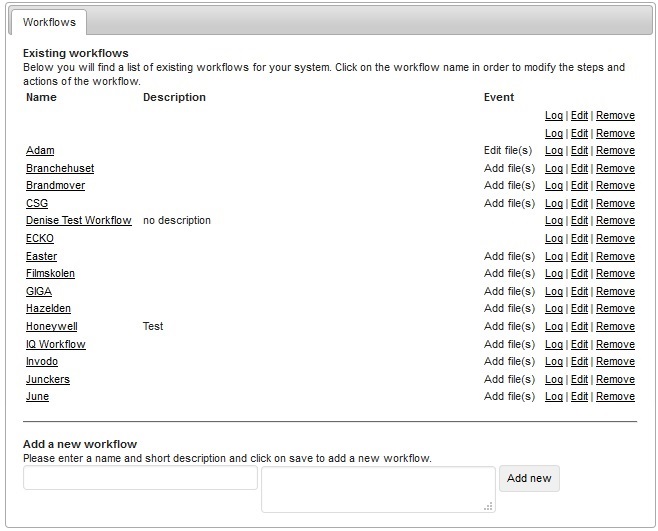 Workflows
Existing workflows
Below you will find a list of existing workflows for your system. Click on the workflow name in order to modify the steps and
actions of the workflow.
Name Description Event
Log | Edit | Remove
Log | Edit | Remove
Adam Edit file(s) Log | Edit | Remove
Branchehuset Add file(s) Log | Edit | Remove
Brandmover Add file(s) Log | Edit | Remove
CSG Add file(s) Log | Edit | Remove
Denise Test Workflow no description Log | Edit | Remove
ECKO Log | Edit | Remove
Easter Add file(s) Log | Edit | Remove
Filmskolen Add file(s) Log | Edit | Remove
GIGA Add file(s) Log | Edit | Remove
Hazelden Add file(s) Log | Edit | Remove
Honeywell Test Add file(s) Log | Edit | Remove
IQ Workflow Add file(s) Log | Edit | Remove
Invodo Add file(s) Log | Edit | Remove
Junckers Add file(s) Log | Edit | Remove
June Add file(s) Log | Edit | Remove
Add a new workflow
Please enter a name and short description and click on save to add a new workflow.
Add new